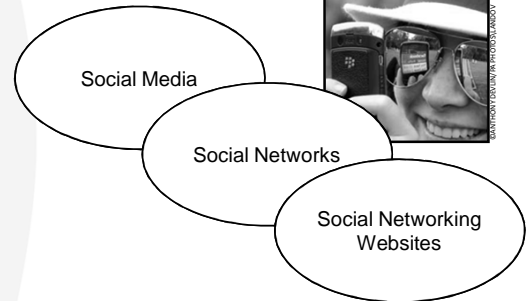 Social Media
Social Networks
Social Networking
Websites
©ANTHONY DEVLIN/PA PHOTOS/LANDOV